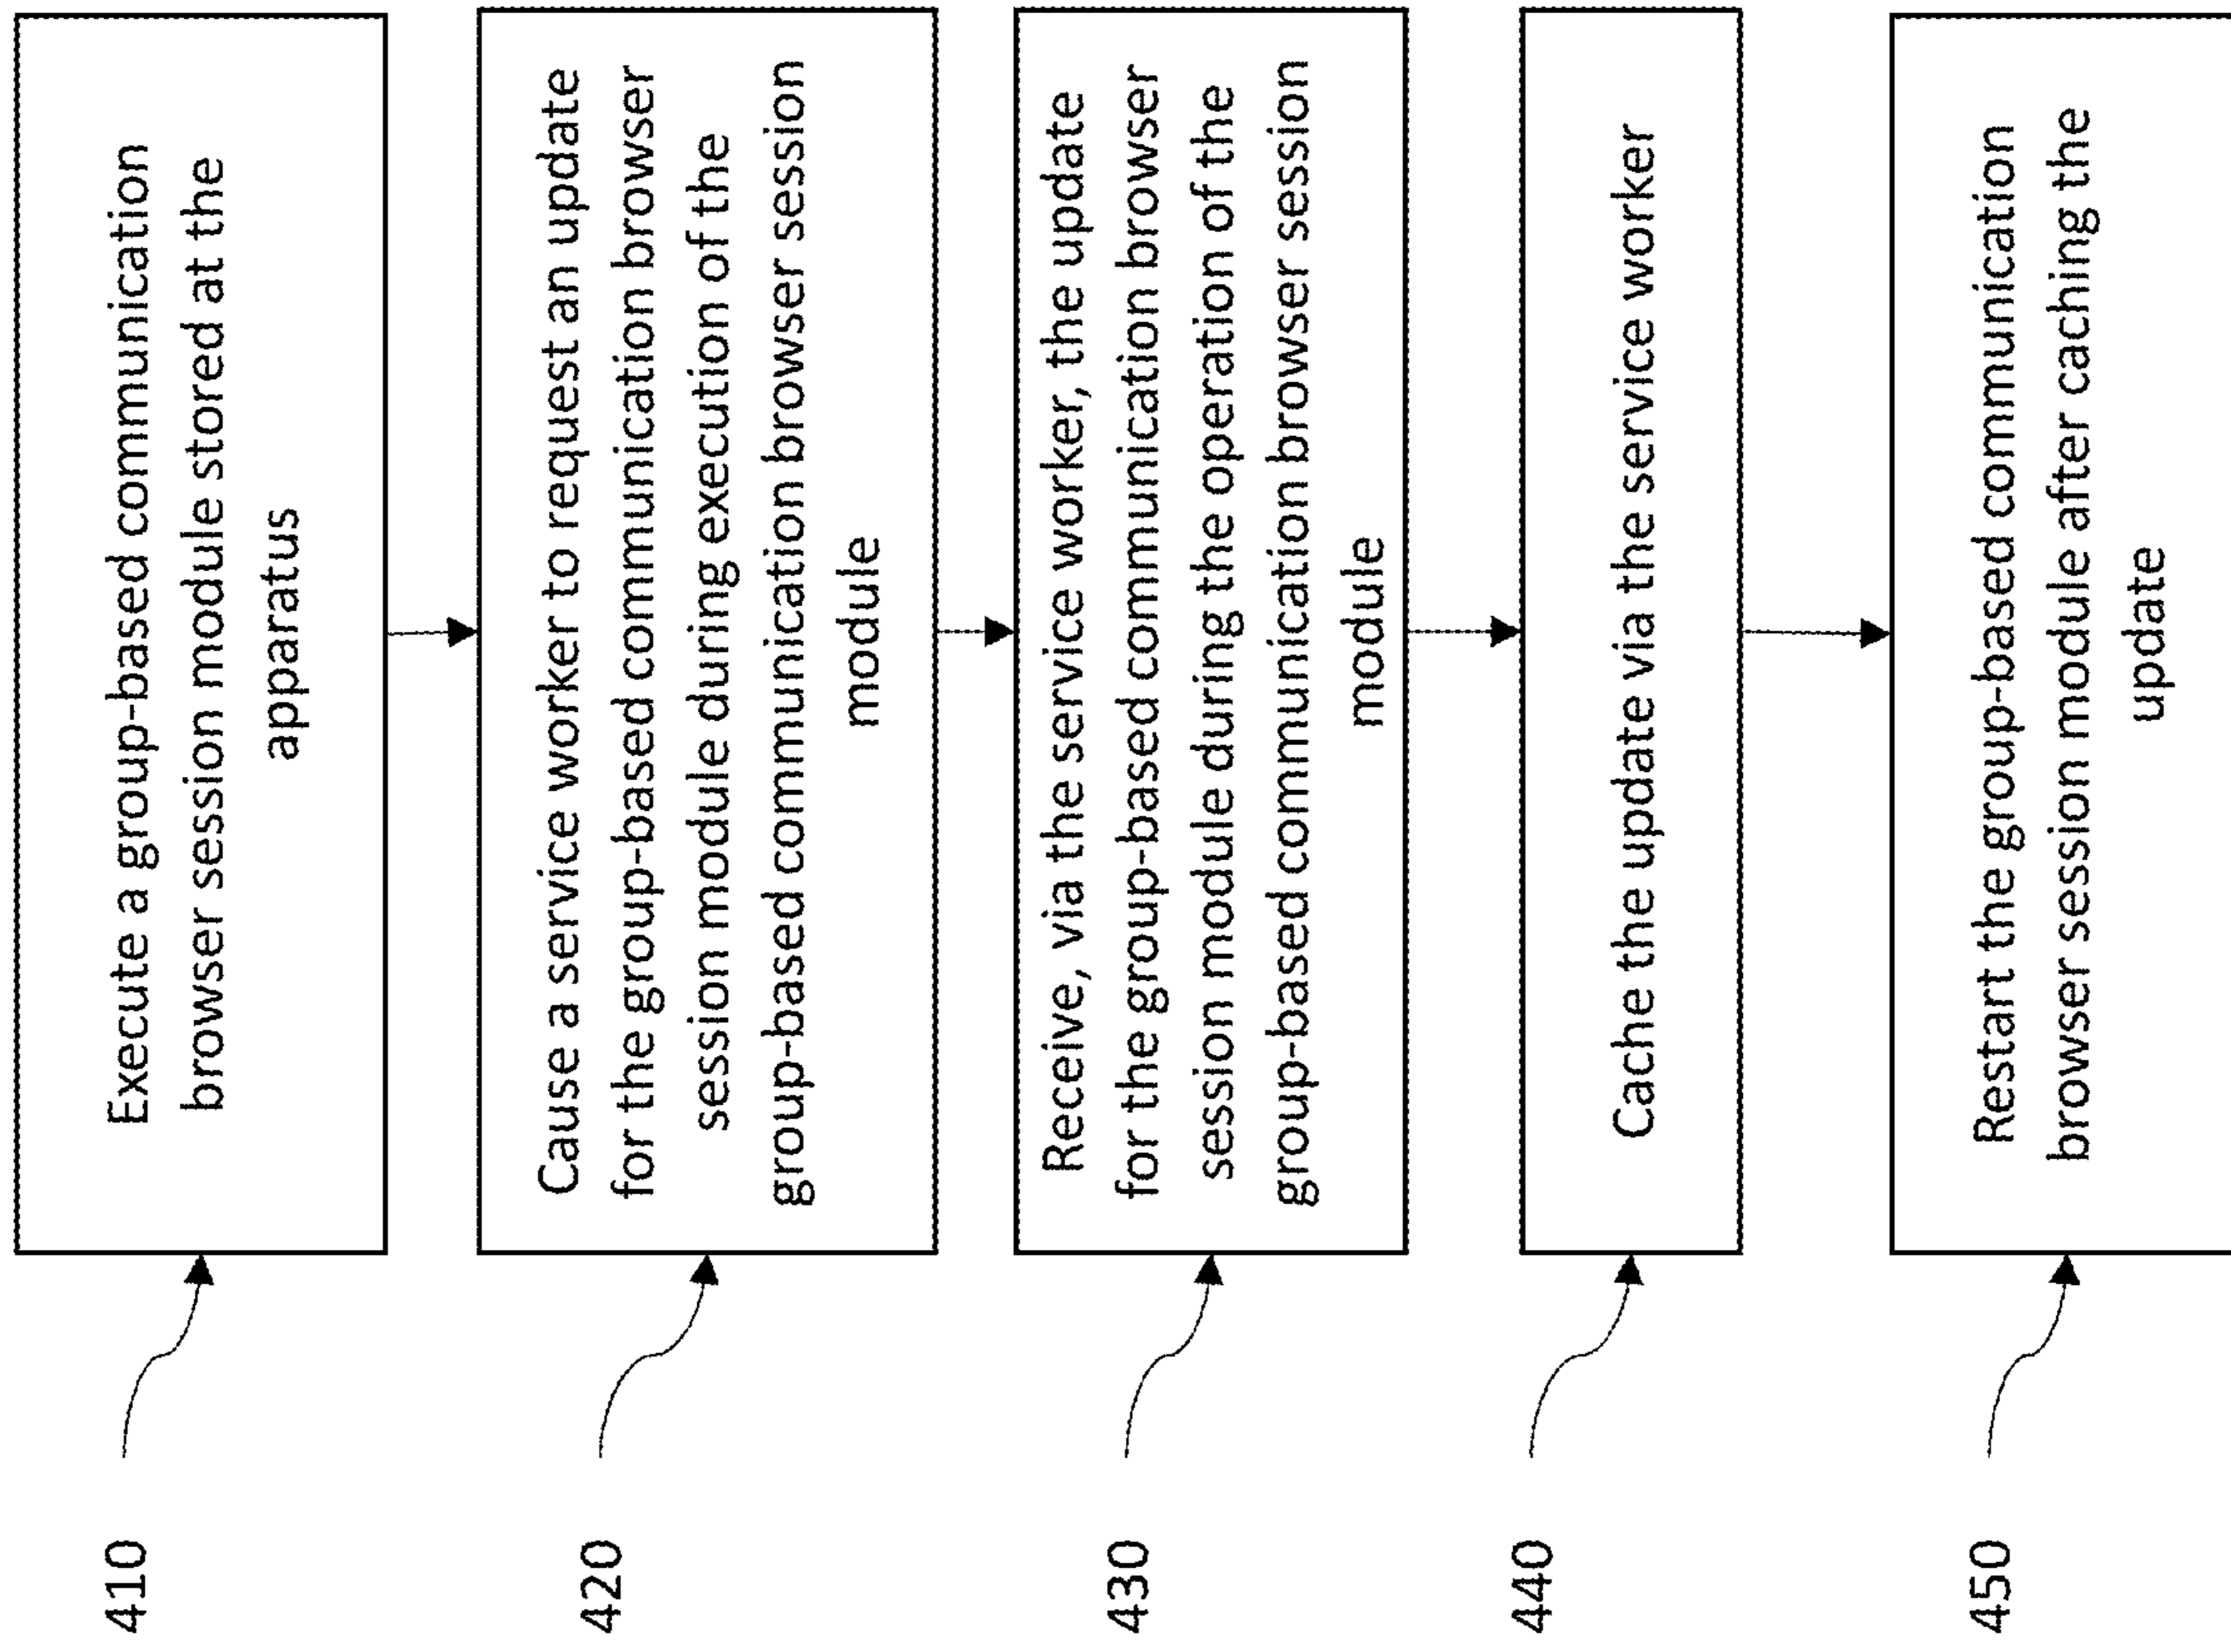 410
Execute a group-based communication
browser session module stored at the
apparatus
420
Cause a service worker to request an update
for the group-based communication browser
session module during execution of the
group-based communication browser session
module
430
Receive, via the service worker, the update
for the group-based communication browser
session module during the operation of the
group-based communication browser session
module
440
Cache the update via the service worker
450
Restart the group-based communication
browser session module after caching the
update